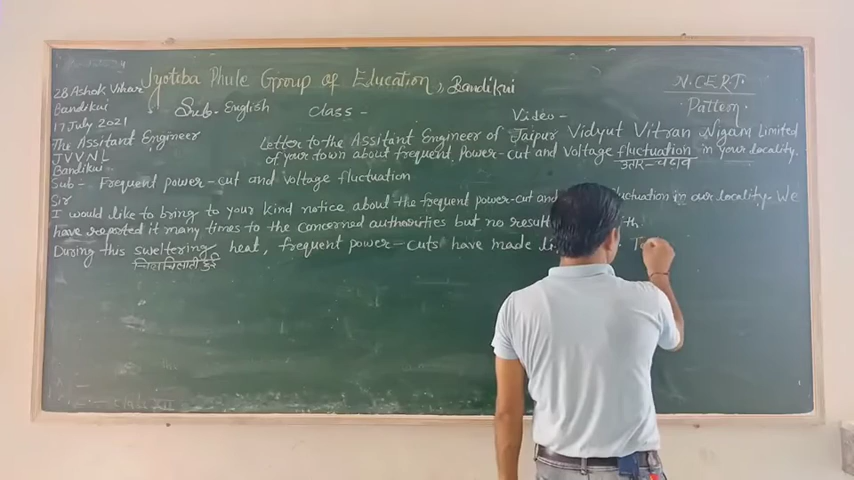 Jyotoba Phule Group of Education, Bandikui
N.C.E.R.T.
Patteon
28 Ashok Vihar
Bandikui
17 July 2021
Sub- English
Class -
Video -
The Assitant Engineer
JVVNL
Bandikui
Letter to the Assitant Engineer of Jaipur Vidyut Vitran Nigam Limited
of your town about frequent Power-cut and Voltage fluctuation in your locality.
उतार-चढाव
Sub- Frequent power-cut and voltage fluctuation
Sir
I would like to bring to your kind notice about the frequent power-cut and fluctuation in our locality. We
have reported it many times to the concerned authorities but no result
During this sweltering heat, frequent power-cuts have made